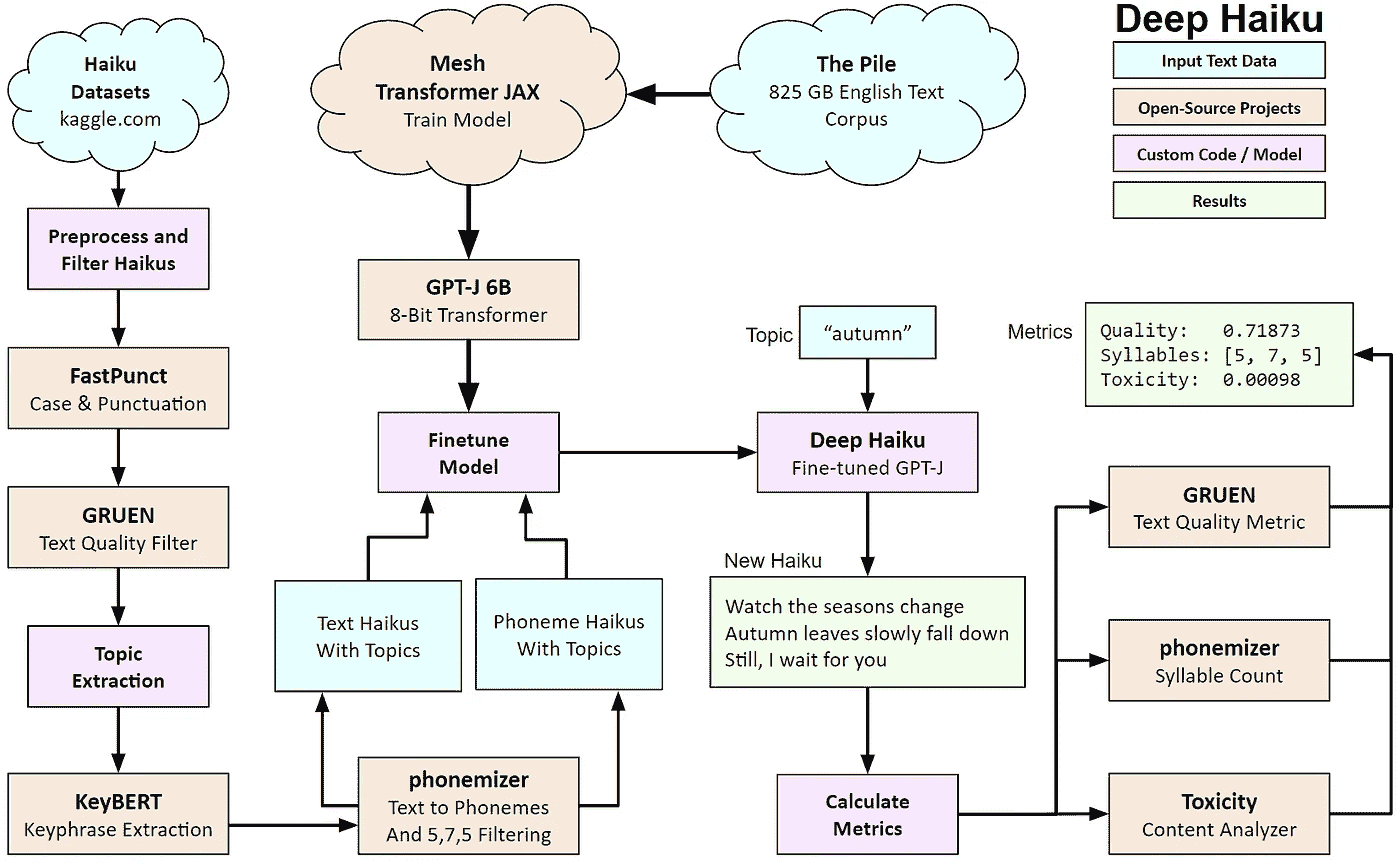 Deep Haiku
Input Text Data
Open-Source Projects
Custom Code / Model
Results
Haiku
Datasets
kaggle.com
Preprocess and
Filter Haikus
FastPunct
Case & Punctuation
GRUEN
Text Quality Filter
Topic
Extraction
KeyBERT
Keyphrase Extraction
Mesh
Transformer JAX
Train Model
The Pile
825 GB English Text
Corpus
GPT-J 6B
8-Bit Transformer
Finetune
Model
Text Haikus
With Topics
Phoneme Haikus
With Topics
phonemizer
Text to Phonemes
And 5,7,5 Filtering
Topic
“autumn”
Deep Haiku
Fine-tuned GPT-J
New Haiku
Watch the seasons change
Autumn leaves slowly fall down
Still, I wait for you
Calculate
Metrics
Metrics
Quality: 0.71873
Syllables: [5, 7, 5]
Toxicity: 0.00098
GRUEN
Text Quality Metric
phonemizer
Syllable Count
Toxicity
Content Analyzer